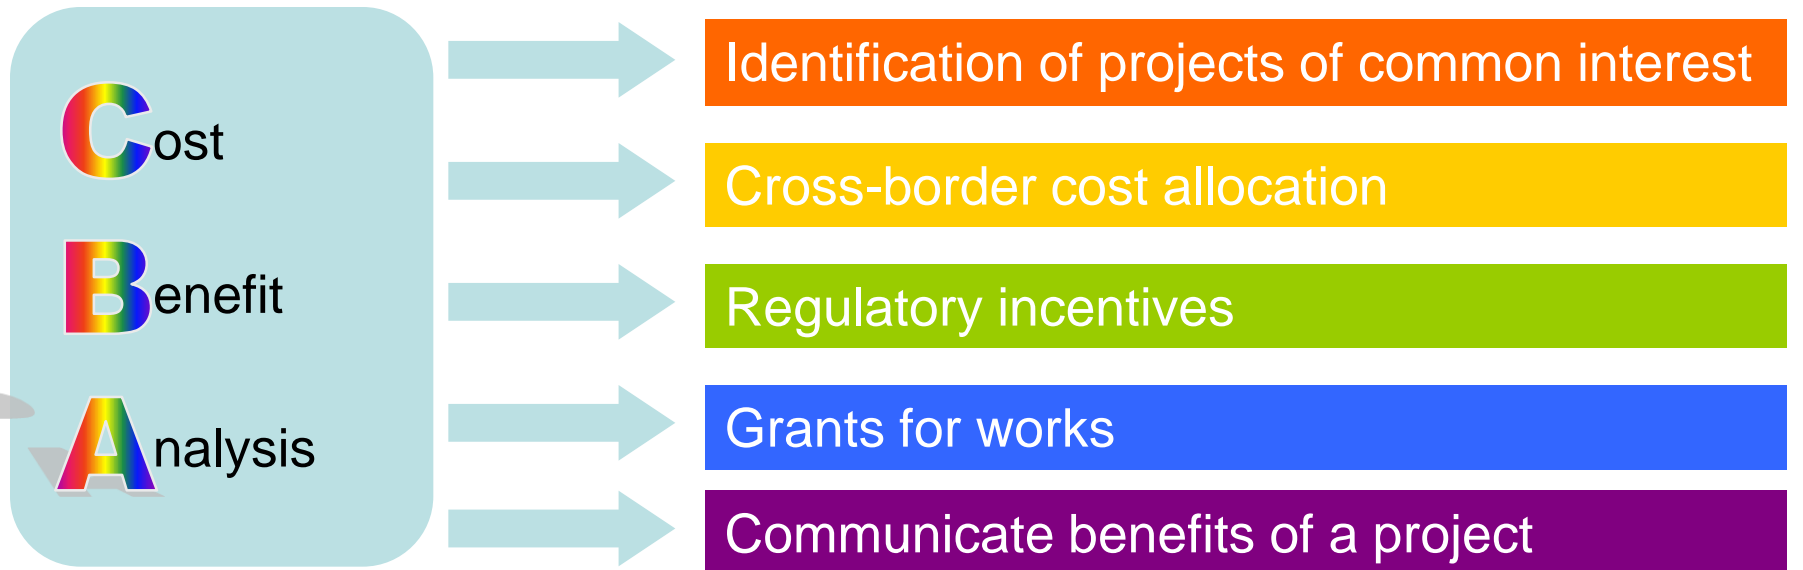 Cost
Benefit
Analysis
Identification of projects of common interest
Cross-border cost allocation
Regulatory incentives
Grants for works
Communicate benefits of a project